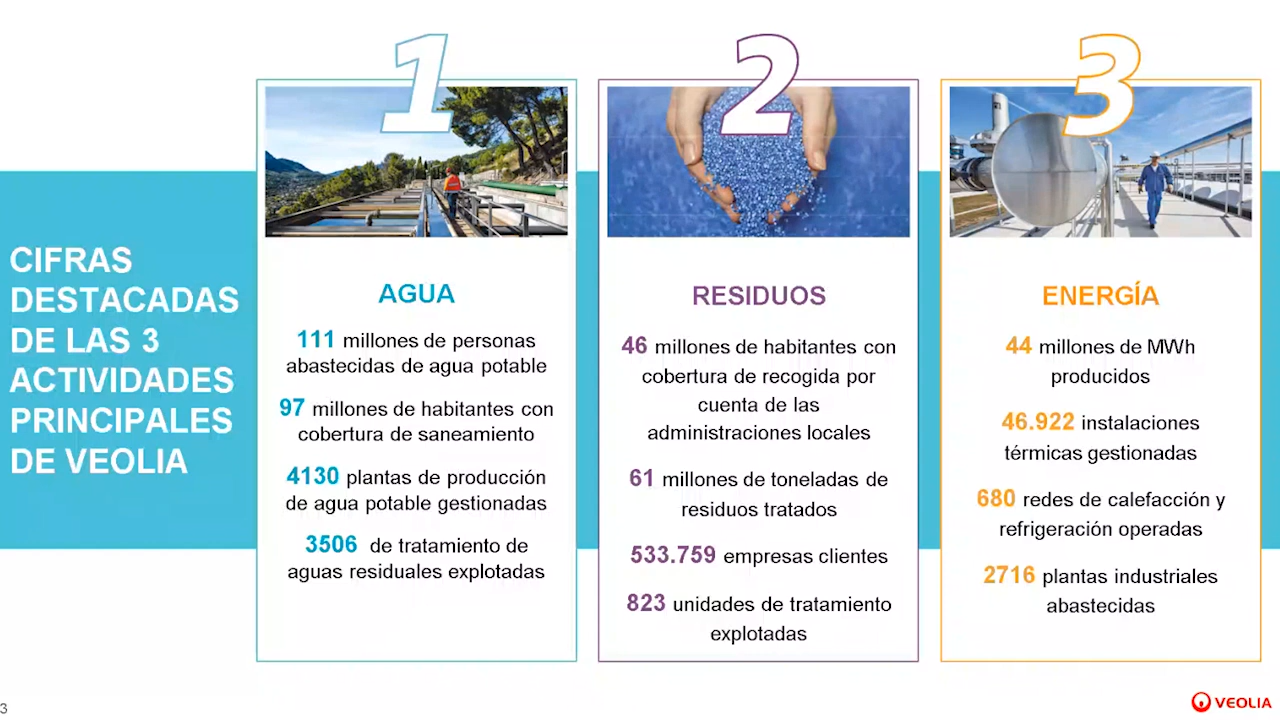 CIFRAS
DESTACADAS
DE LAS 3
ACTIVIDADES
PRINCIPALES
DE VEOLIA
1
AGUA
111 millones de personas
abastecidas de agua potable
97 millones de habitantes con
cobertura de saneamiento
4130 plantas de producción
de agua potable gestionadas
3506 de tratamiento de
aguas residuales explotadas
2
RESIDUOS
46 millones de habitantes con
cobertura de recogida por
cuenta de las
administraciones locales
61 millones de toneladas de
residuos tratados
533.759 empresas clientes
823 unidades de tratamiento
explotadas
3
ENERGÍA
44 millones de MWh
producidos
46.922 instalaciones
térmicas gestionadas
680 redes de calefacción y
refrigeración operadas
2716 plantas industriales
abastecidas
3
VEOLIA